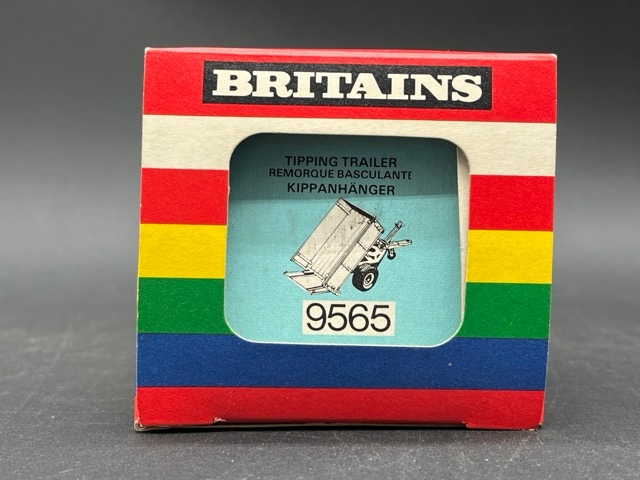 BRITAINS
TIPPING TRAILER
REMORQUE BASCULANTE
KIPPANHÄNGER
9565